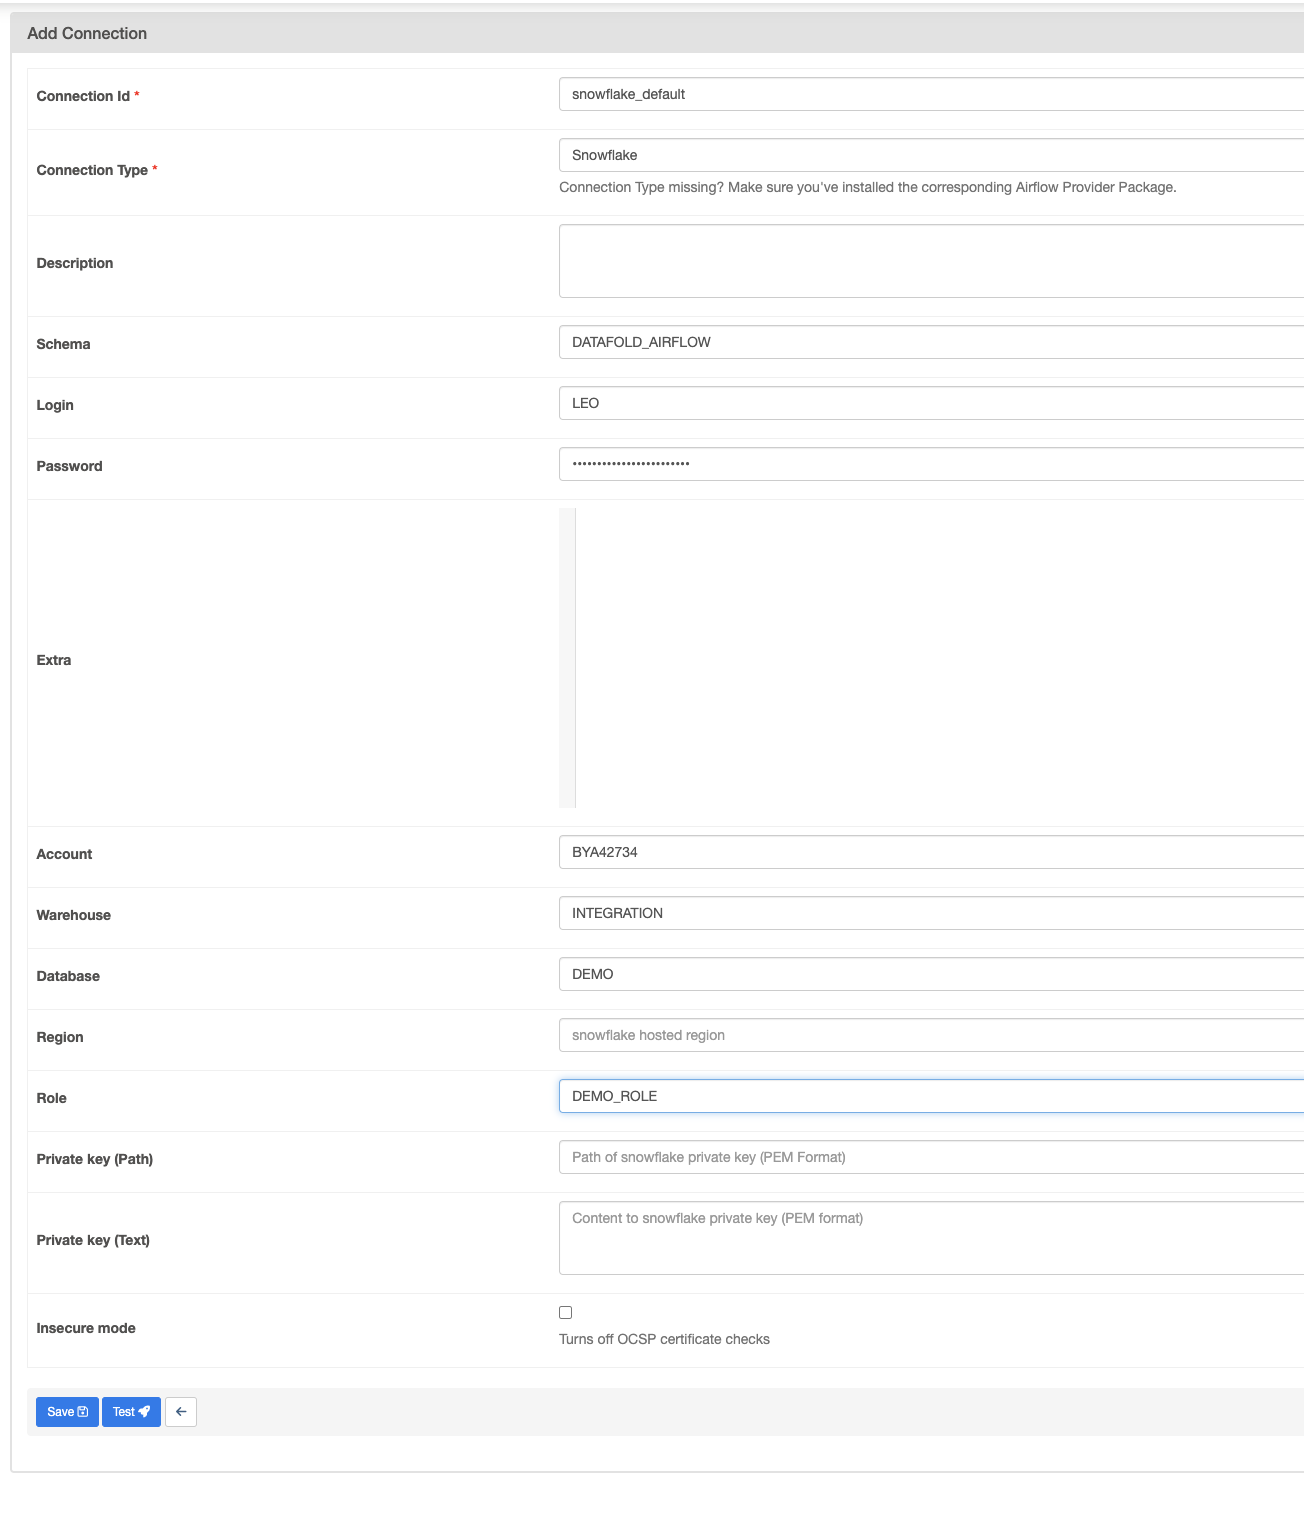 Add Connection
Connection Id *
snowflake_default
Connection Type *
Snowflake
Connection Type missing? Make sure you've installed the corresponding Airflow Provider Package.
Description
Schema
DATAFOLD_AIRFLOW
Login
LEO
Password
••••••••••••••••••••••••
Extra
Account
BYA42734
Warehouse
INTEGRATION
Database
DEMO
Region
snowflake hosted region
Role
DEMO_ROLE
Private key (Path)
Path of snowflake private key (PEM Format)
Private key (Text)
Content to snowflake private key (PEM format)
Insecure mode
Turns off OCSP certificate checks
Save Test ←